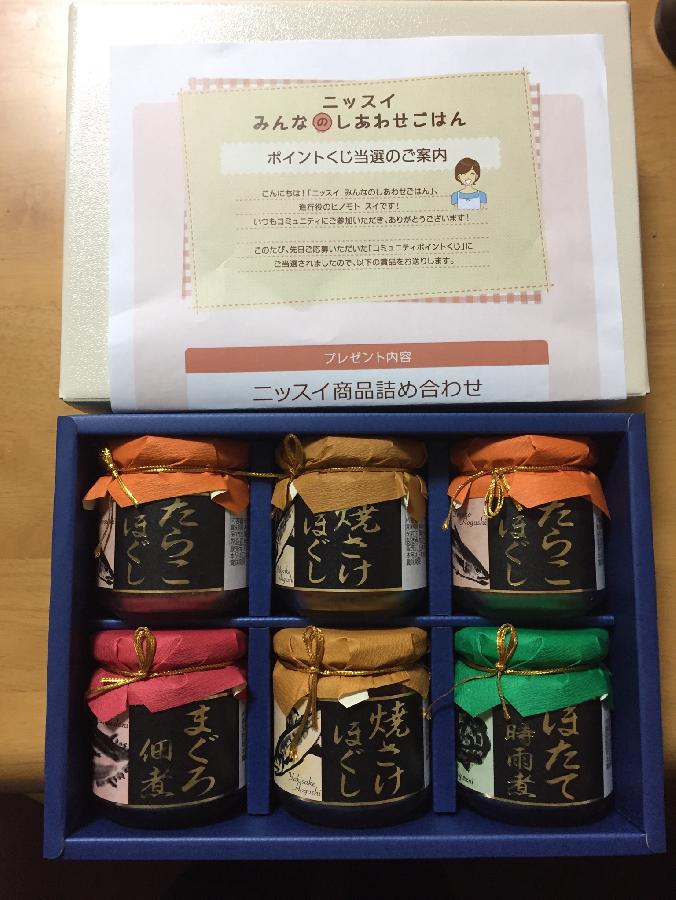 ニッスイ
みんなのしあわせごはん
ポイントくじ当選のご案内
こんにちは!「ニッスイ みんなのしあわせごはん」、
進行役のヒノモト スイです!
いつもコミュニティにご参加いただき、ありがとうございます!
このたび、先日ご応募いただいた「コミュニティポイントくじ」に
ご当選されましたので、以下の賞品をお送りします。
プレゼント内容
ニッスイ商品詰め合わせ
たらこ
ほぐし
焼さけ
ほぐし
たらこ
ほぐし
まぐろ
佃煮
焼さけ
ほぐし
Yakisake
Hogushi
ほたて
時雨煮